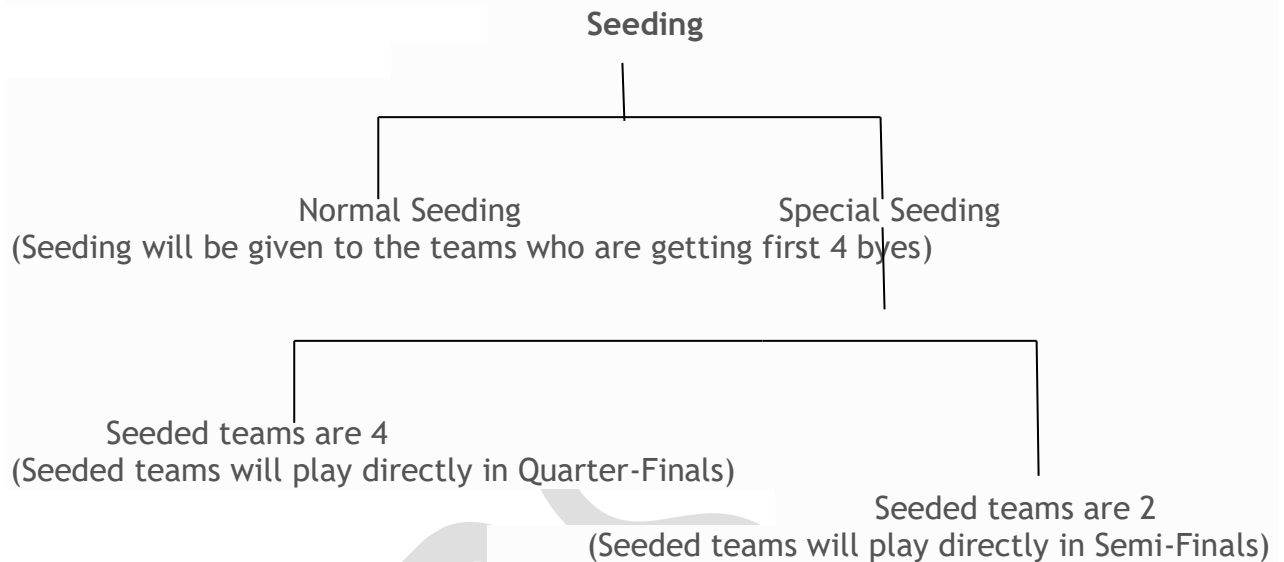 Seeding
Normal Seeding
Special Seeding
(Seeding will be given to the teams who are getting first 4 byes)
Seeded teams are 4
(Seeded teams will play directly in Quarter-Finals)
Seeded teams are 2
(Seeded teams will play directly in Semi-Finals)